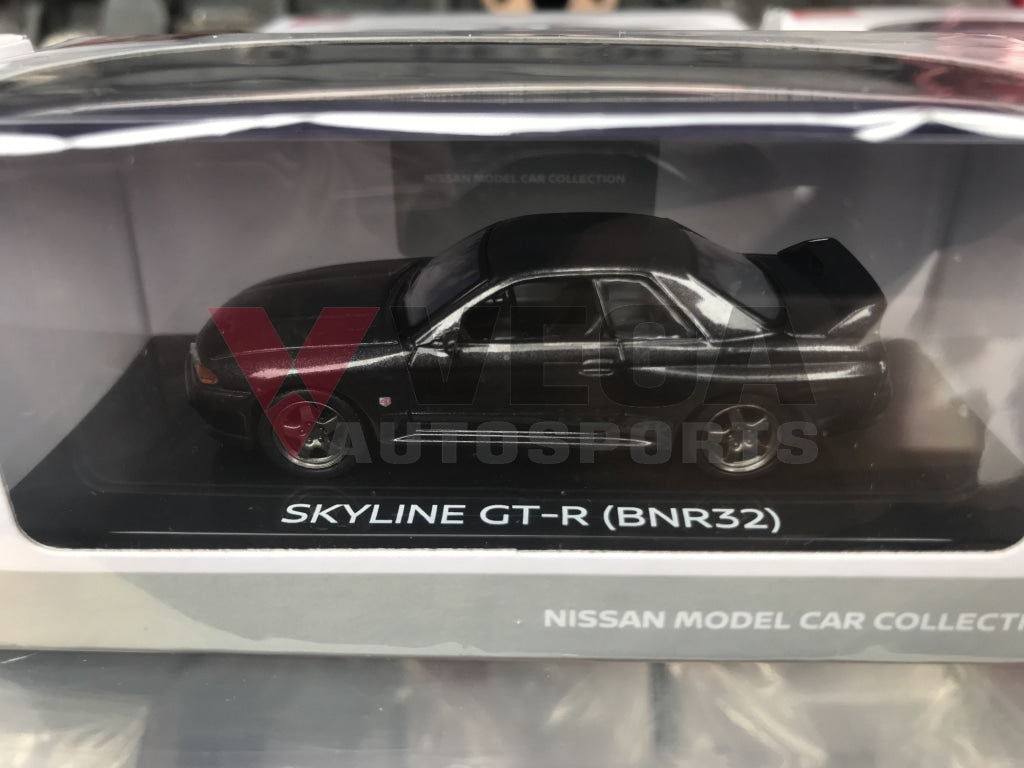 NISSAN MODEL CAR COLLECTION
VEGA
AUTOSPORTS
SKYLINE GT-R (BNR32)
NISSAN MODEL CAR COLLECTI